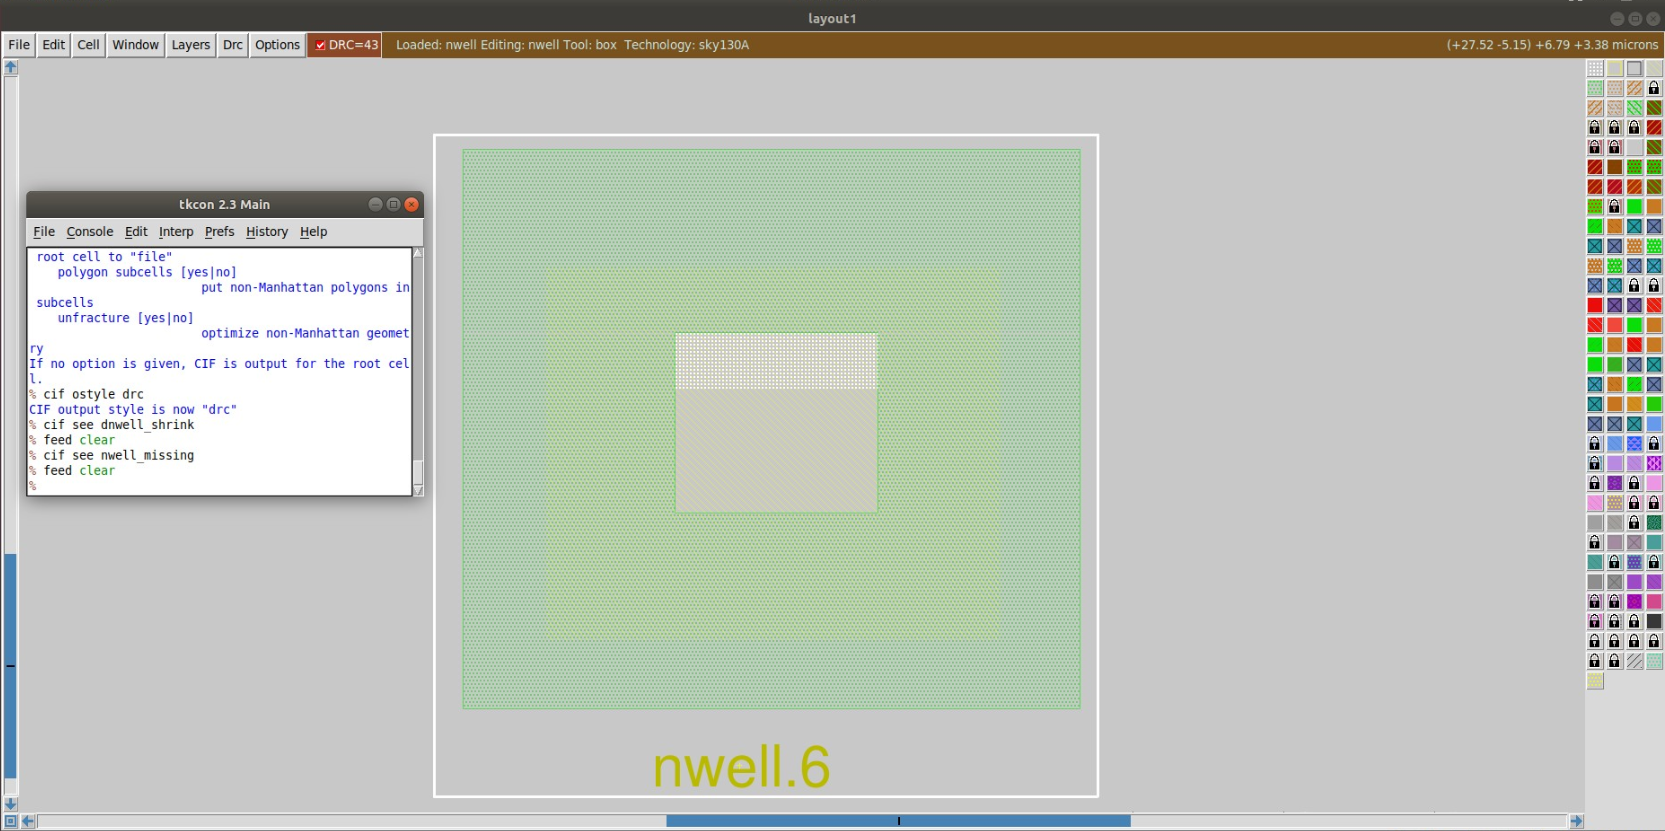 layout1
File Edit Cell Window Layers Drc Options DRC=43 Loaded: nwell Editing: nwell Tool: box Technology: sky130A (+27.52 -5.15) +6.79 +3.38 microns
tkcon 2.3 Main
File Console Edit Interp Prefs History Help
root cell to "file"
polygon subcells [yes|no]
put non-Manhattan polygons in
subcells
unfracture [yes|no]
optimize non-Manhattan geomet
ry
If no option is given, CIF is output for the root cel
l.
% cif ostyle drc
CIF output style is now "drc"
% cif see dnwell_shrink
% feed clear
% cif see nwell_missing
% feed clear
%
nwell.6